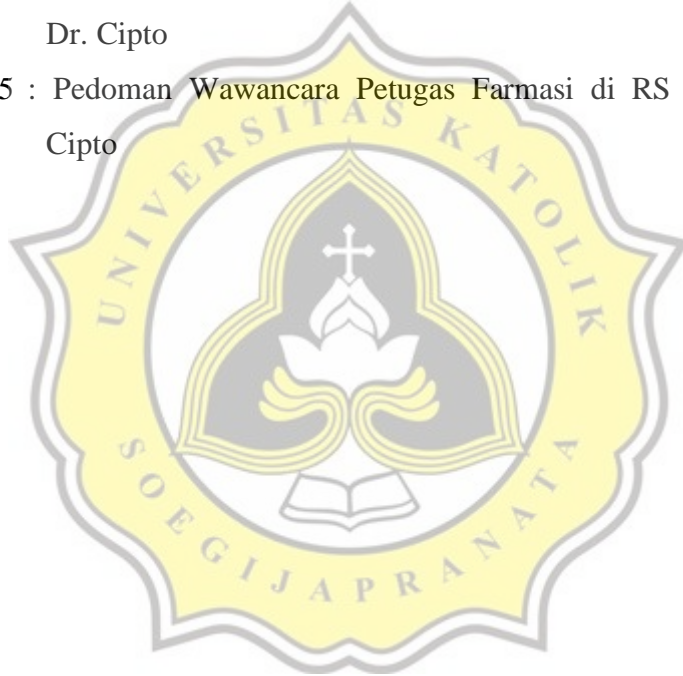 Dr. Cipto
5 : Pedoman Wawancara Petugas Farmasi di RS
Cipto
UNIVERSITAS KATOLIK
SOEGIJAPRANATA